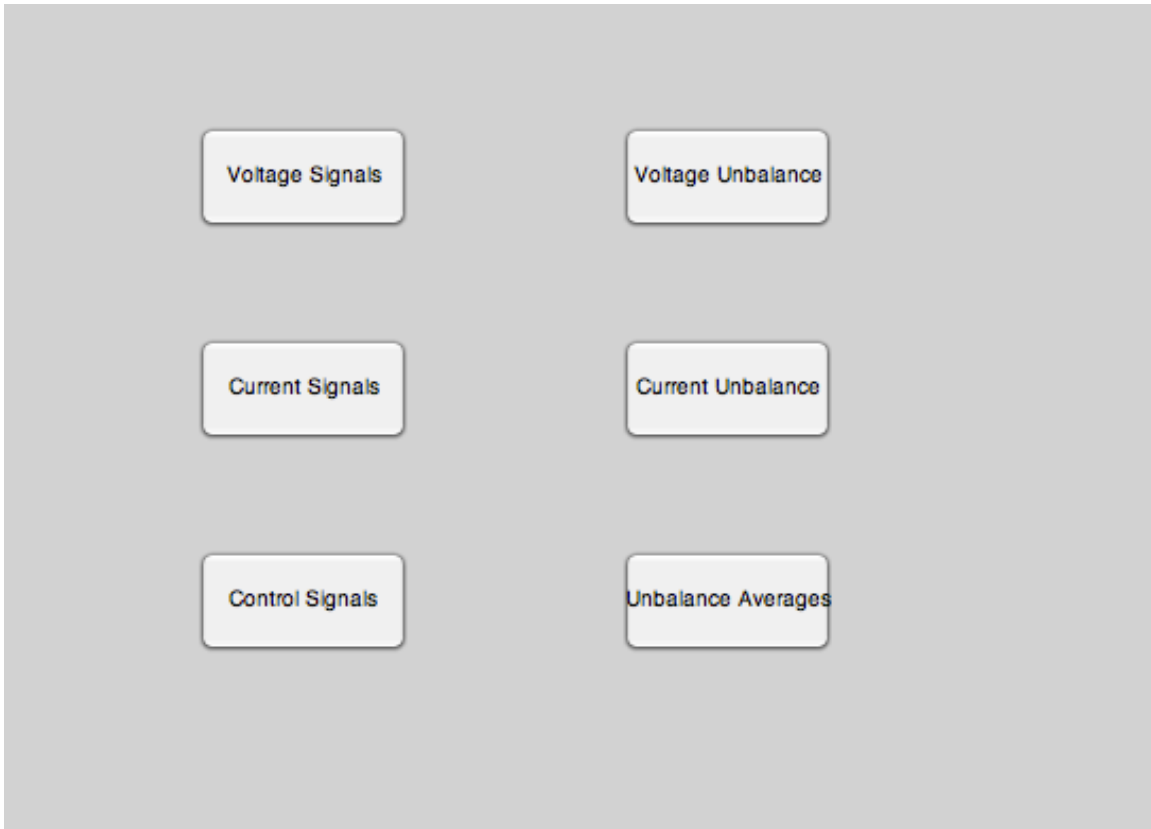 Voltage Signals
Voltage Unbalance
Current Signals
Current Unbalance
Control Signals
Unbalance Averages